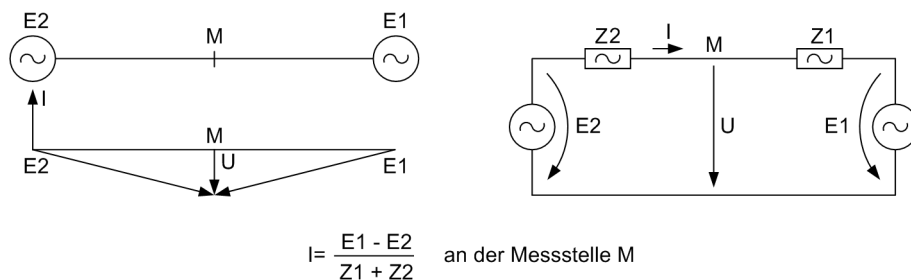 E2
M
E1
I
M
E2
U
E1
Z2
I
M
Z1
E2
U
E1
I= E1 - E2
Z1 + Z2
an der Messstelle M